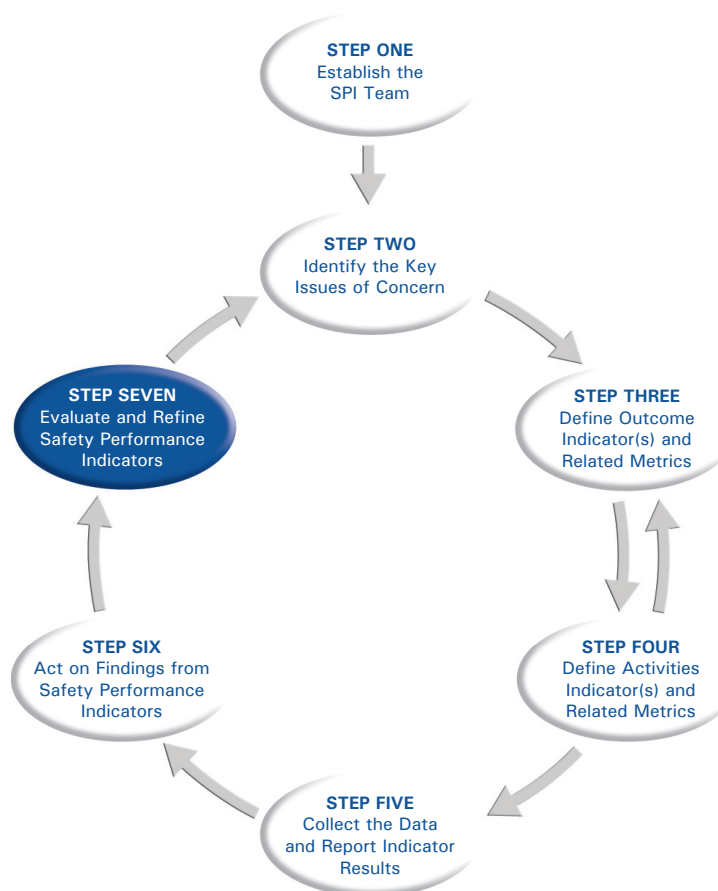 STEP ONE
Establish the
SPI Team
STEP TWO
Identify the Key
Issues of Concern
STEP THREE
Define Outcome
Indicator(s) and
Related Metrics
STEP FOUR
Define Activities
Indicator(s) and
Related Metrics
STEP FIVE
Collect the Data
and Report Indicator
Results
STEP SIX
Act on Findings from
Safety Performance
Indicators
STEP SEVEN
Evaluate and Refine
Safety Performance
Indicators